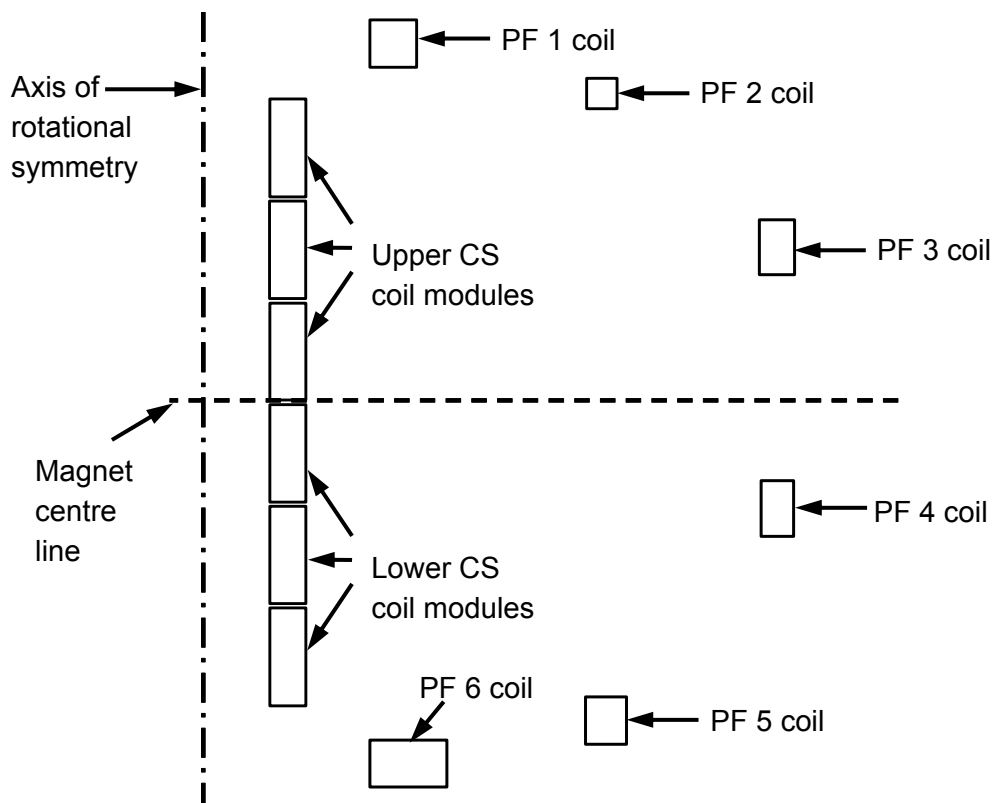 PF 1 coil
Axis of
rotational
symmetry
PF 2 coil
Upper CS
coil modules
PF 3 coil
Magnet
centre
line
PF 4 coil
Lower CS
coil modules
PF 6 coil
PF 5 coil